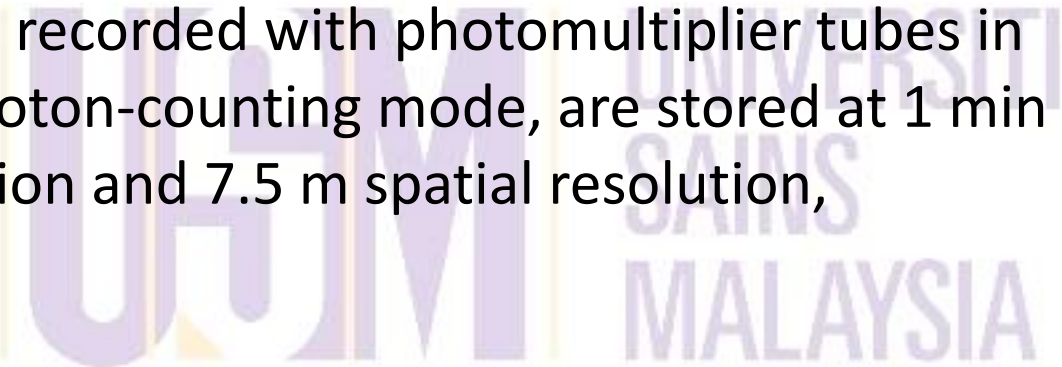 recorded with photomultiplier tubes in
oton-counting mode, are stored at 1 min
ion and 7.5 m spatial resolution,
USM
UNIVERSITI
SAINS
MALAYSIA